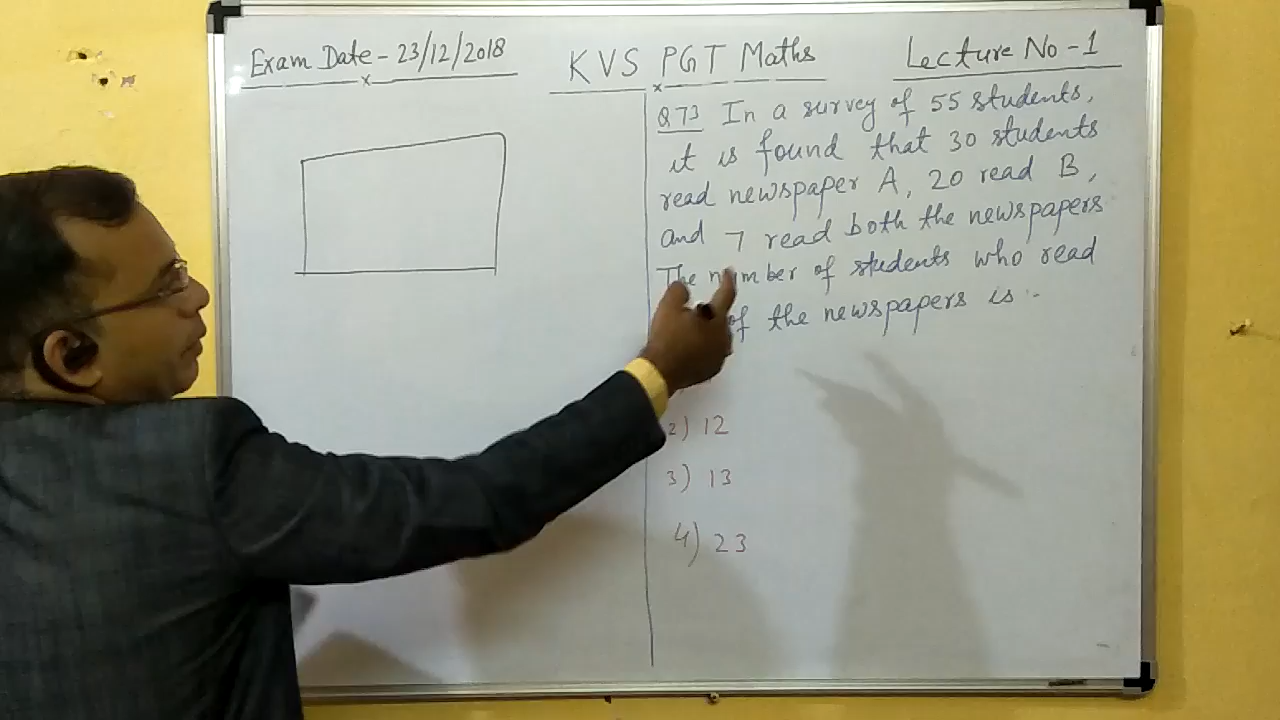 Exam Date - 23/12/2018
KVS PGT Maths
Lecture No - 1
Q73 In a survey of 55 students,
it is found that 30 students
read newspaper A, 20 read B,
and 7 read both the newspapers
The number of students who read
of the newspapers is :-
2) 12
3) 13
4) 23